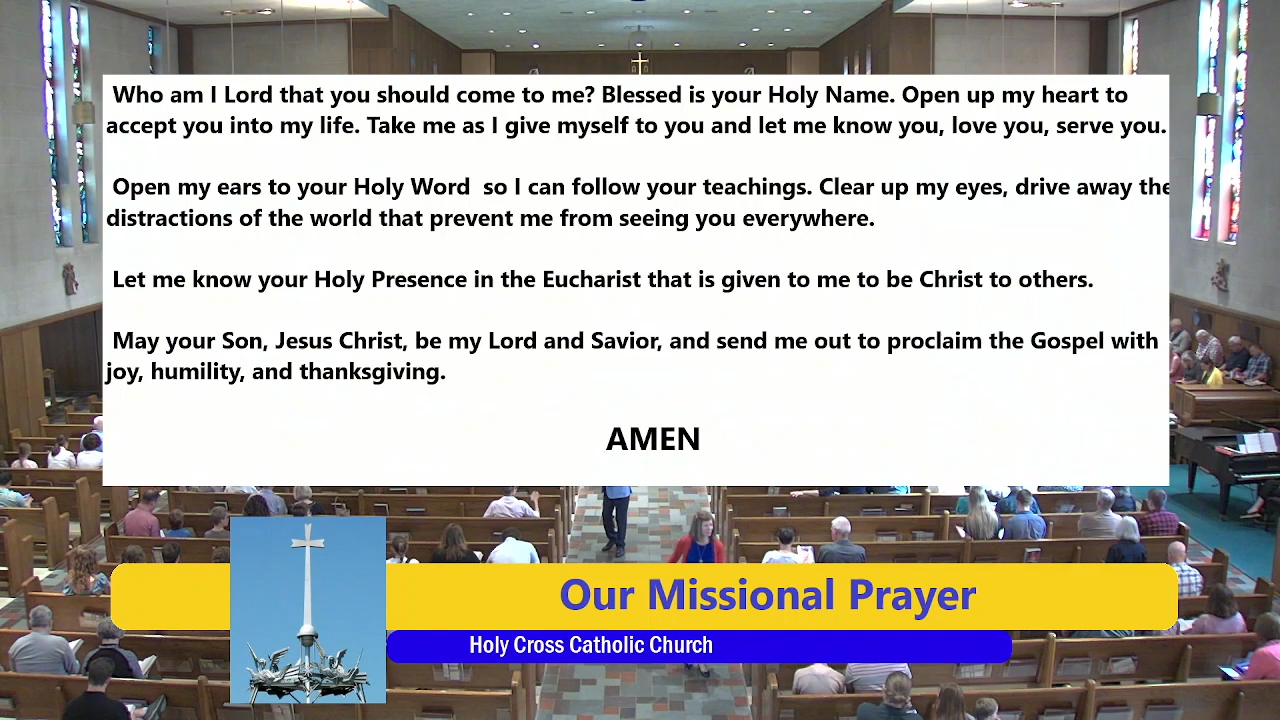 Who am I Lord that you should come to me? Blessed is your Holy Name. Open up my heart to
accept you into my life. Take me as I give myself to you and let me know you, love you, serve you.
Open my ears to your Holy Word  so I can follow your teachings. Clear up my eyes, drive away the
distractions of the world that prevent me from seeing you everywhere.
Let me know your Holy Presence in the Eucharist that is given to me to be Christ to others.
May your Son, Jesus Christ, be my Lord and Savior, and send me out to proclaim the Gospel with
joy, humility, and thanksgiving.
AMEN
Our Missional Prayer
Holy Cross Catholic Church